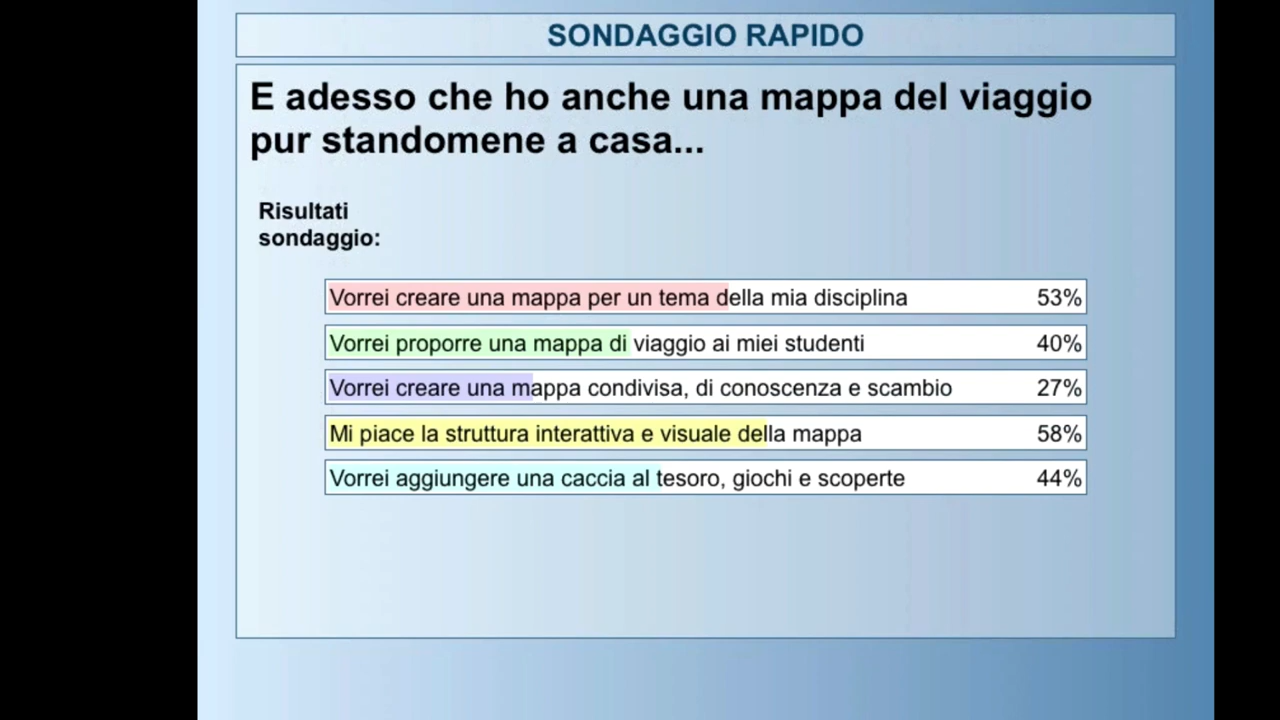 SONDAGGIO RAPIDO
E adesso che ho anche una mappa del viaggio
pur standomene a casa...
Risultati
sondaggio:
Vorrei creare una mappa per un tema della mia disciplina 53%
Vorrei proporre una mappa di viaggio ai miei studenti 40%
Vorrei creare una mappa condivisa, di conoscenza e scambio 27%
Mi piace la struttura interattiva e visuale della mappa 58%
Vorrei aggiungere una caccia al tesoro, giochi e scoperte 44%